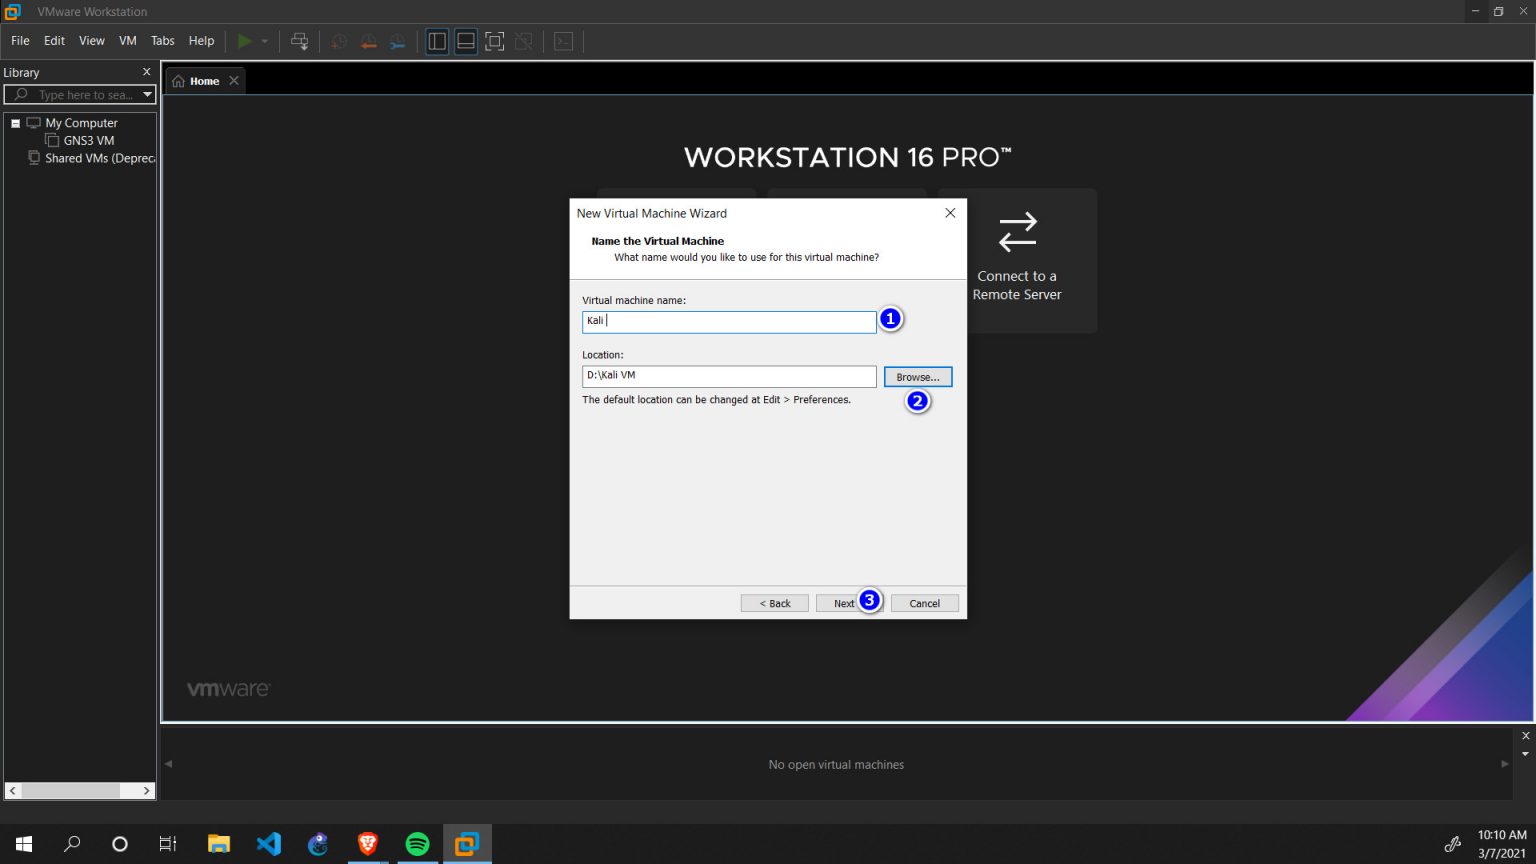 VMware Workstation
File Edit View VM Tabs Help
Library
Type here to sea...
Home
My Computer
GNS3 VM
Shared VMs (Depreca
WORKSTATION 16 PRO™
Connect to a
Remote Server
New Virtual Machine Wizard
Name the Virtual Machine
What name would you like to use for this virtual machine?
Virtual machine name:
Kali
1
Location:
D:\Kali VM
Browse...
2
The default location can be changed at Edit > Preferences.
< Back Next 3 Cancel
vmware®
No open virtual machines
10:10 AM
3/7/2021